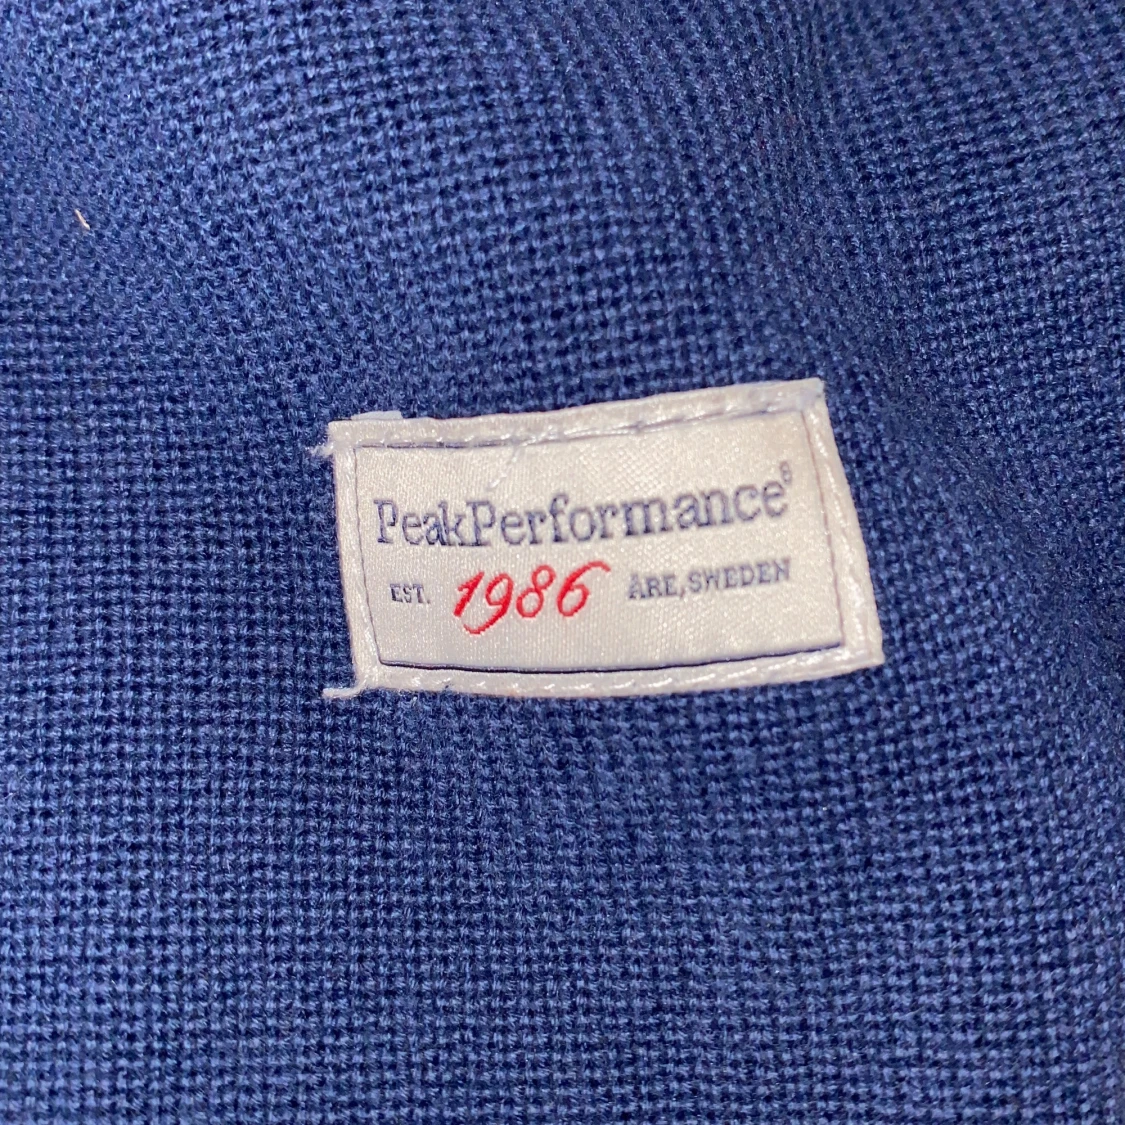 PeakPerformance®
EST. 1986 ÅRE, SWEDEN